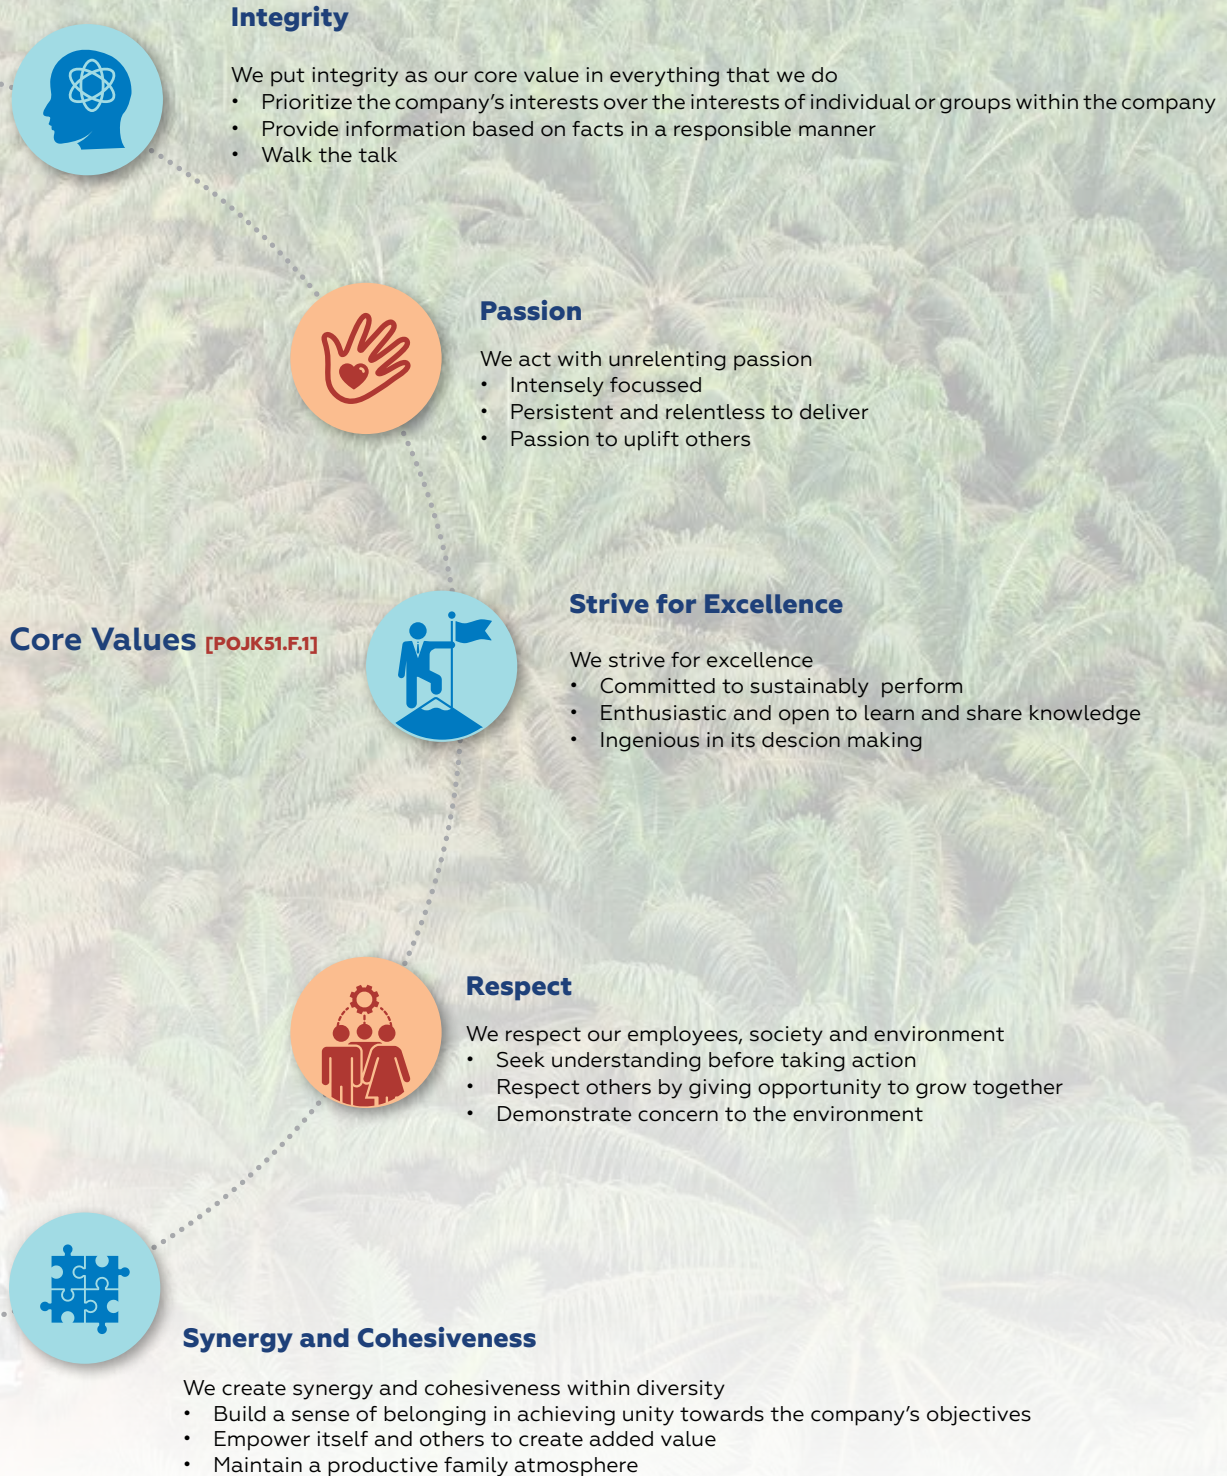 Integrity
We put integrity as our core value in everything that we do
• Prioritize the company's interests over the interests of individual or groups within the company
• Provide information based on facts in a responsible manner
• Walk the talk
Passion
We act with unrelenting passion
• Intensely focussed
• Persistent and relentless to deliver
• Passion to uplift others
Core Values [POJK51.F.1]
Strive for Excellence
We strive for excellence
• Committed to sustainably perform
• Enthusiastic and open to learn and share knowledge
• Ingenious in its descion making
Respect
We respect our employees, society and environment
• Seek understanding before taking action
• Respect others by giving opportunity to grow together
• Demonstrate concern to the environment
Synergy and Cohesiveness
We create synergy and cohesiveness within diversity
• Build a sense of belonging in achieving unity towards the company's objectives
• Empower itself and others to create added value
• Maintain a productive family atmosphere